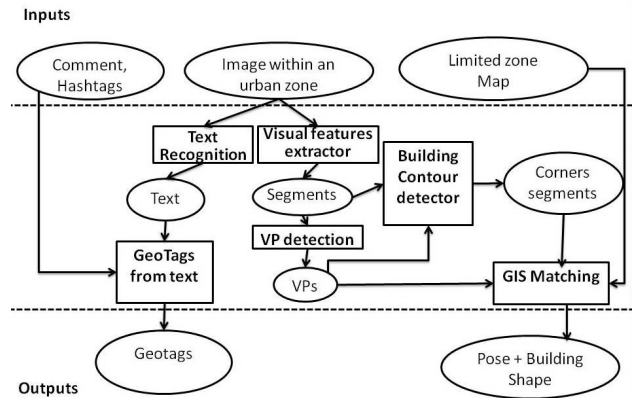 Inputs
Comment,
Hashtags
Image within an
urban zone
Limited zone
Map
Text
Recognition
Visual features
extractor
Building
Contour
detector
Corners
segments
Text
Segments
VP detection
GeoTags
from text
VPs
GIS Matching
Geotags
Pose + Building
Shape
Outputs